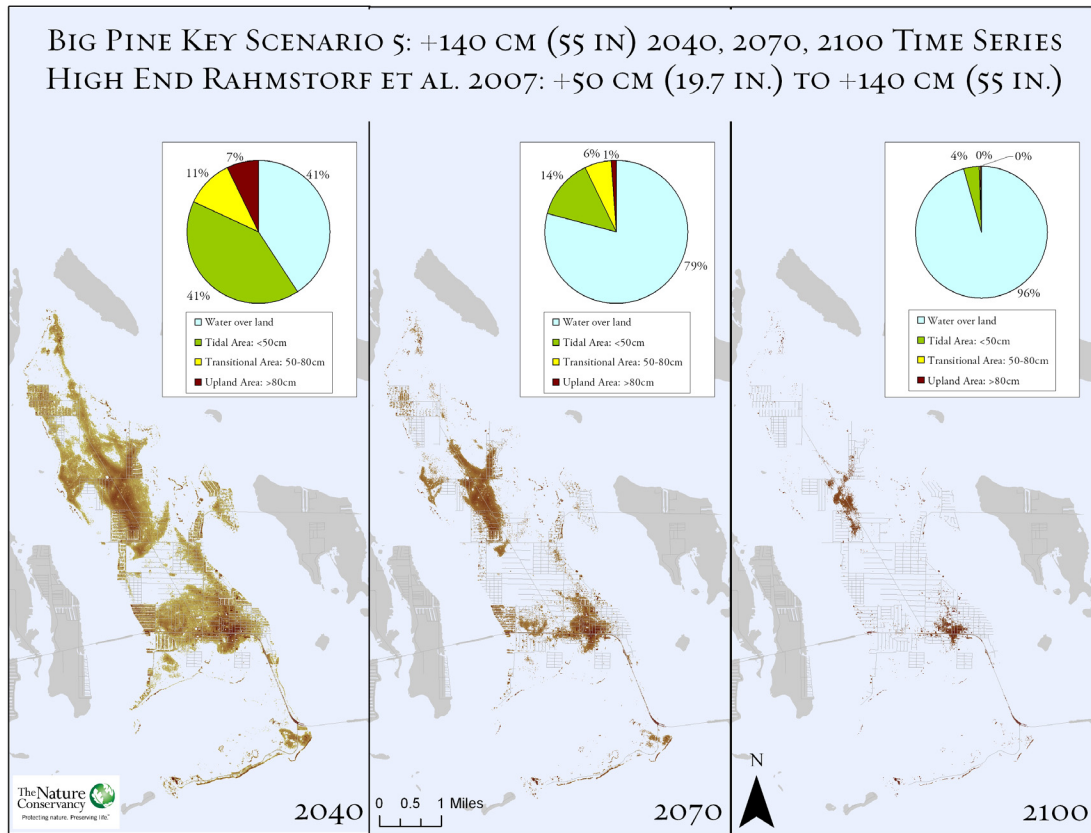 Big Pine Key Scenario 5: +140 cm (55 in) 2040, 2070, 2100 Time Series
High End Rahmstorf et al. 2007: +50 cm (19.7 in.) to +140 cm (55 in.)
7%
11%
41%
41%
Water over land
Tidal Area: <50cm
Transitional Area: 50-80cm
Upland Area: >80cm
6%
1%
14%
79%
Water over land
Tidal Area: <50cm
Transitional Area: 50-80cm
Upland Area: >80cm
4%
0%
0%
96%
Water over land
Tidal Area: <50cm
Transitional Area: 50-80cm
Upland Area: >80cm
The Nature
Conservancy
Protecting nature. Preserving life.™
2040
0 0.5 1 Miles
2070
N
2100